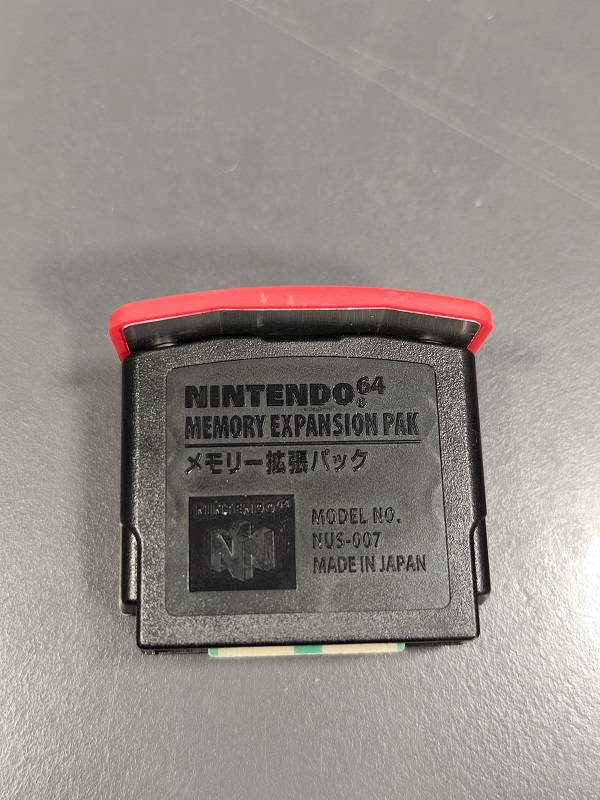 NINTENDO64®
MEMORY EXPANSION PAK
メモリー拡張パック
NINTENDO64
MODEL NO.
NUS-007
MADE IN JAPAN